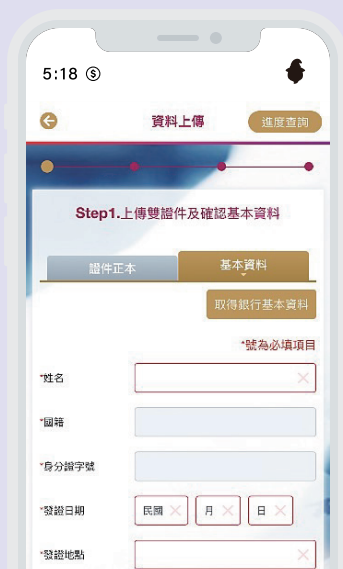 5:18
資料上傳
進度查詢
Step1.上傳雙證件及確認基本資料
證件正本
基本資料
取得銀行基本資料
*號為必填項目
*姓名
*國籍
*身分證字號
*發證日期
民國
月
日
*發證地點